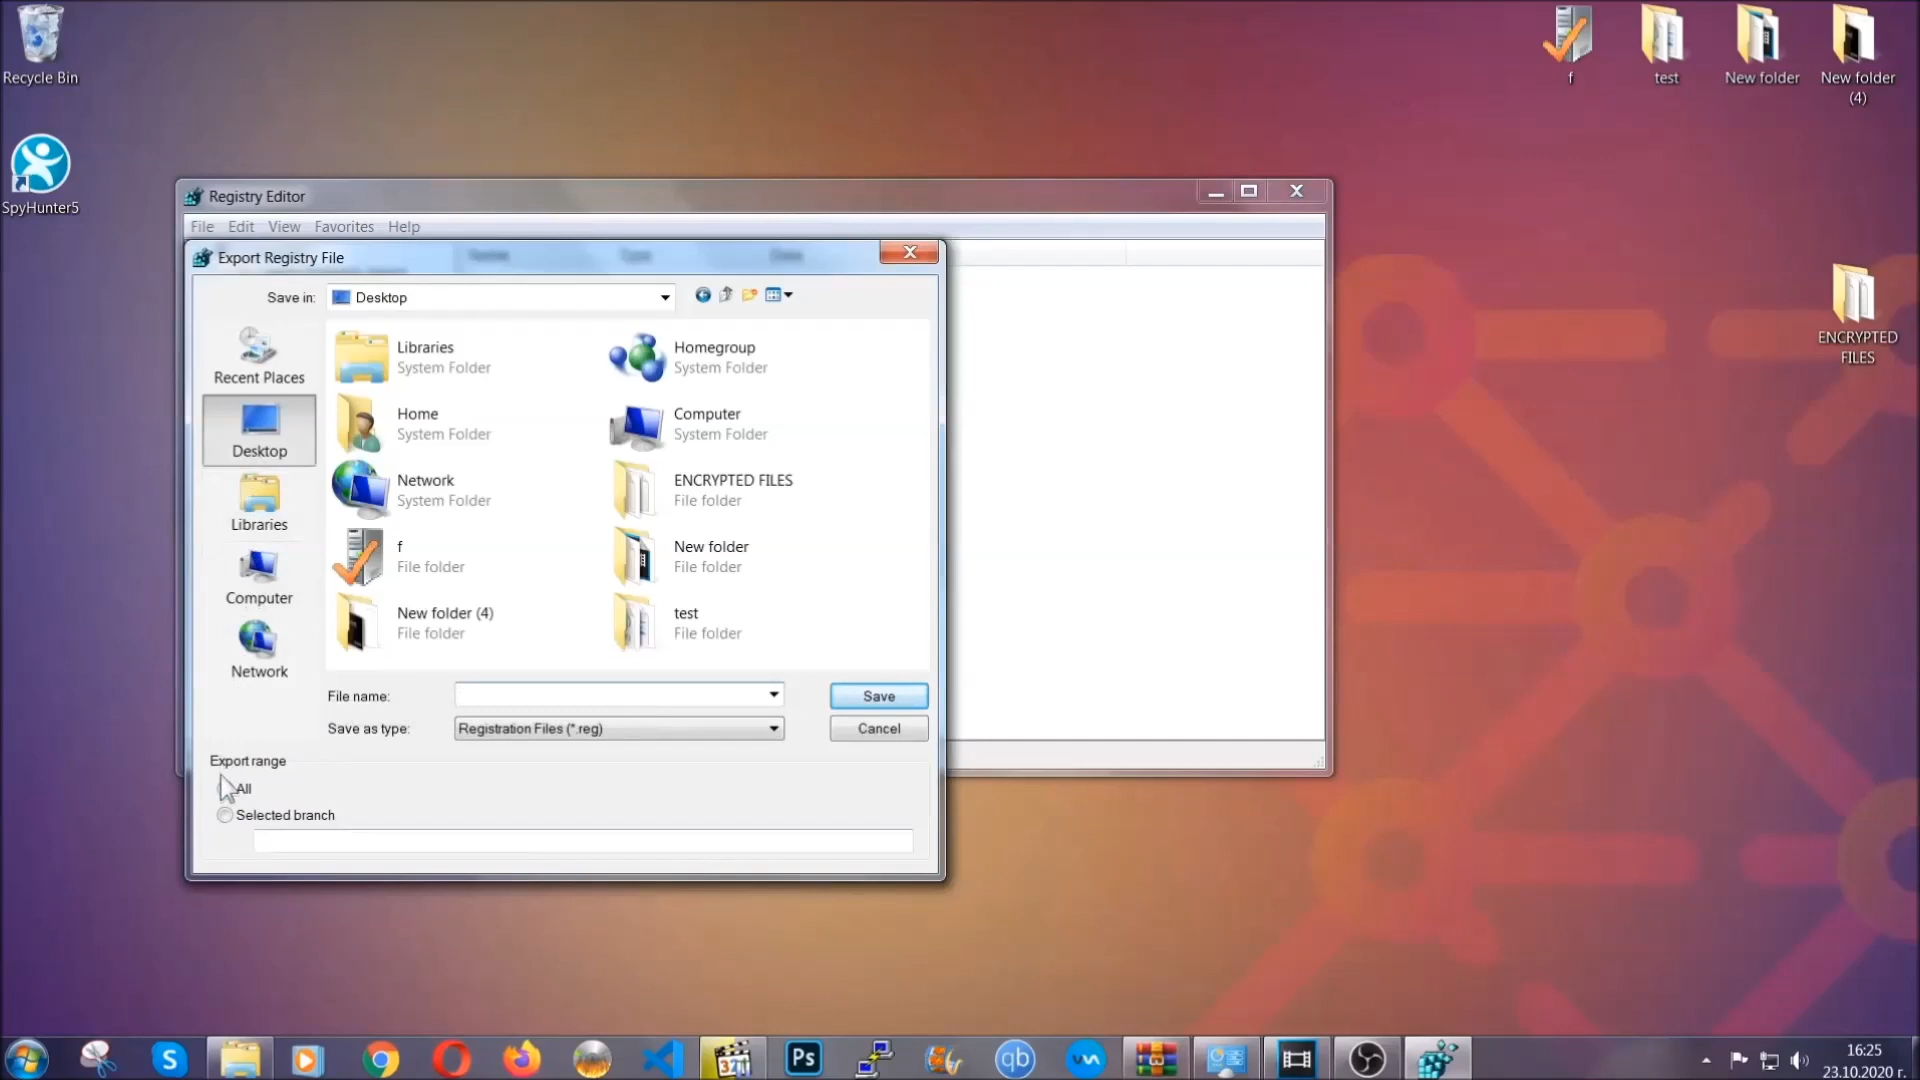 Recycle Bin
SpyHunter5
f
test
New folder
New folder
(4)
ENCRYPTED
FILES
Registry Editor
File Edit View Favorites Help
Export Registry File
Save in:
Desktop
Recent Places
Desktop
Libraries
Computer
Network
Libraries
System Folder
Homegroup
System Folder
Home
System Folder
Computer
System Folder
Network
System Folder
ENCRYPTED FILES
File folder
f
File folder
New folder
File folder
New folder (4)
File folder
test
File folder
File name:
Save
Save as type:
Registration Files (*.reg)
Cancel
Export range
All
Selected branch
S
321
Ps
qb
16:25
23.10.2020 г.